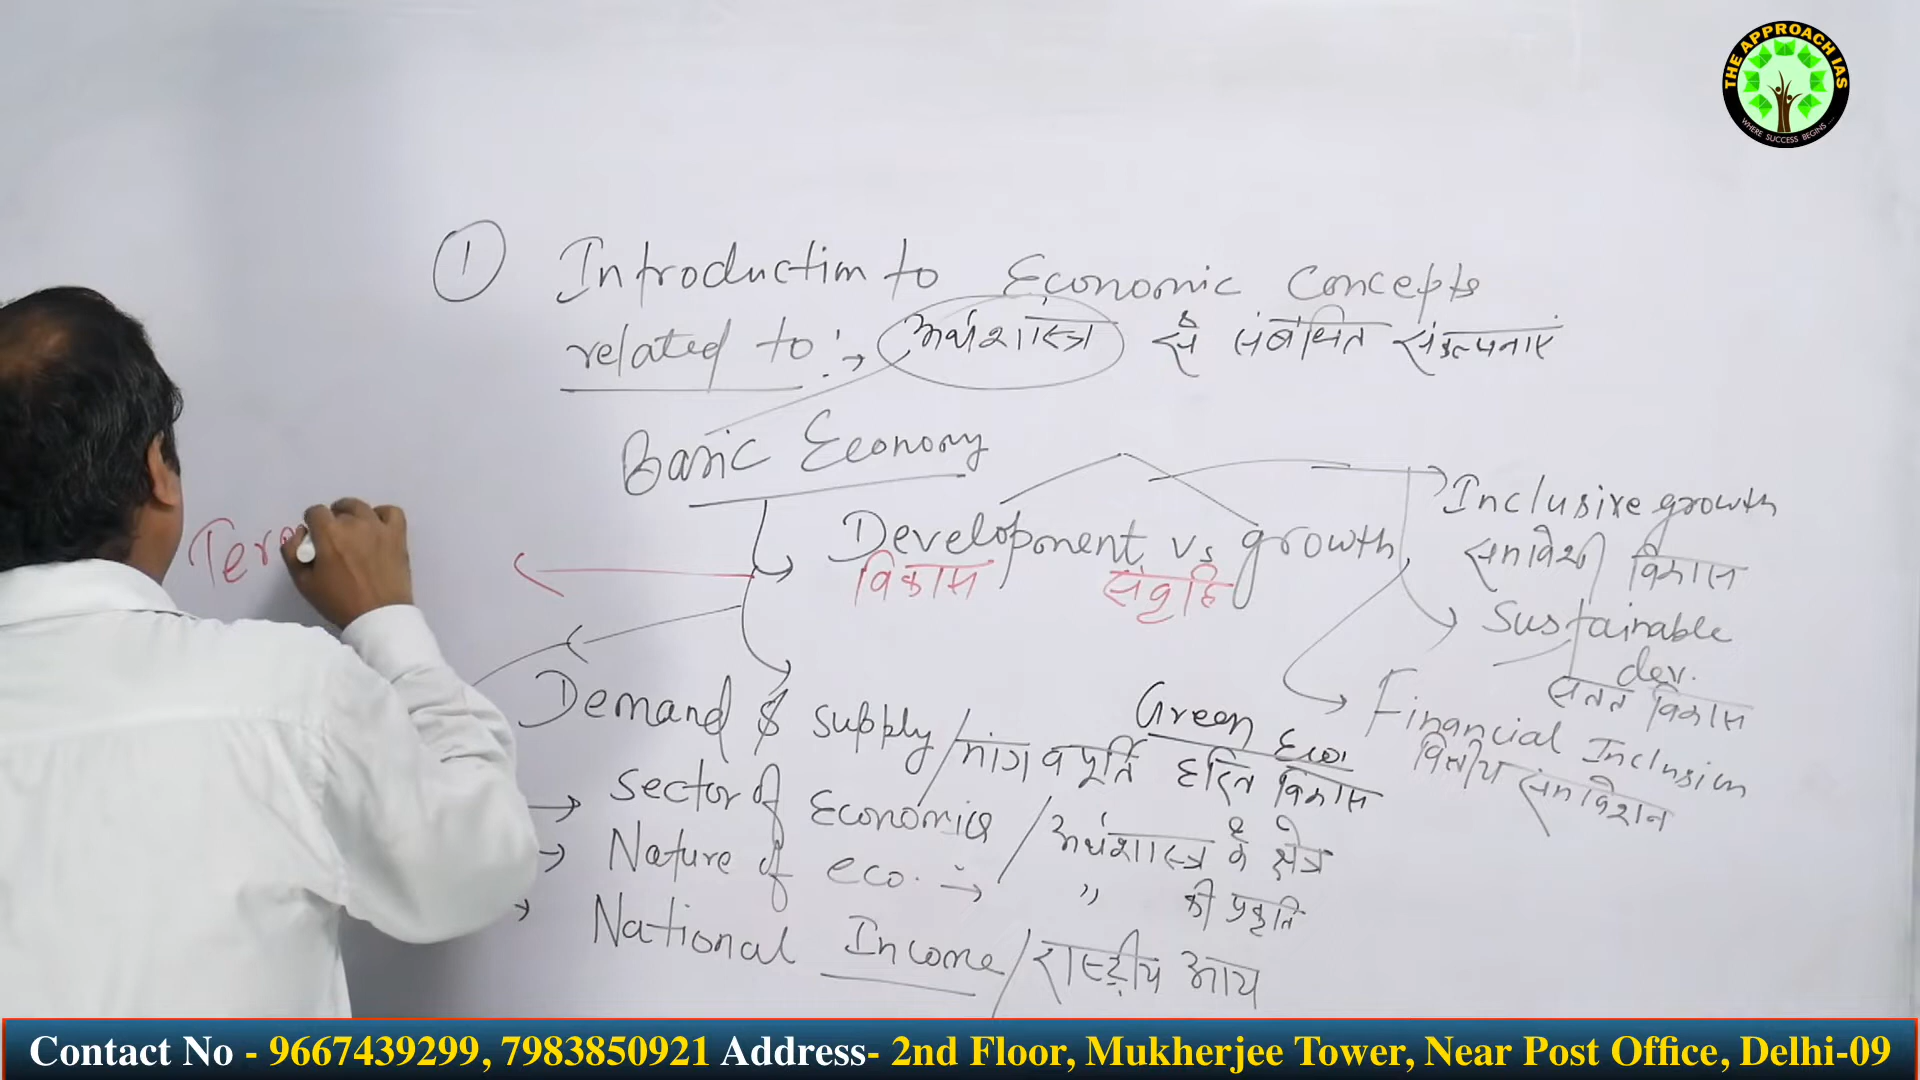 THE APPROACH IAS
WHERE SUCCESS BEGINS ....
① Introduction to Economic Concepts
related to :→ अर्थशास्त्र से संबंधित संकल्पनाएं
Basic Economy
Development Vs growth
विकास
Inclusive growth
समावेशी विकास
Sustainable dev.
सतत विकास
Financial Inclusion
वित्तीय समावेशन
Ter
Demand & supply / मांग व पूर्ति
Green Eco.
हरित विकास
→ Sector of Economics / अर्थशास्त्र के क्षेत्र
→ Nature of eco. :→ / " की प्रकृति
→ National Income / राष्ट्रीय आय
Contact No - 9667439299, 7983850921 Address- 2nd Floor, Mukherjee Tower, Near Post Office, Delhi-09